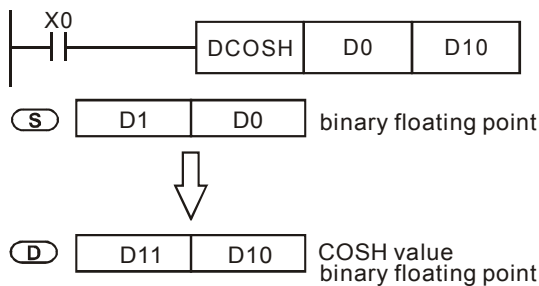 X0
DCOSH D0 D10
S D1 D0 binary floating point
D D11 D10 COSH value
binary floating point